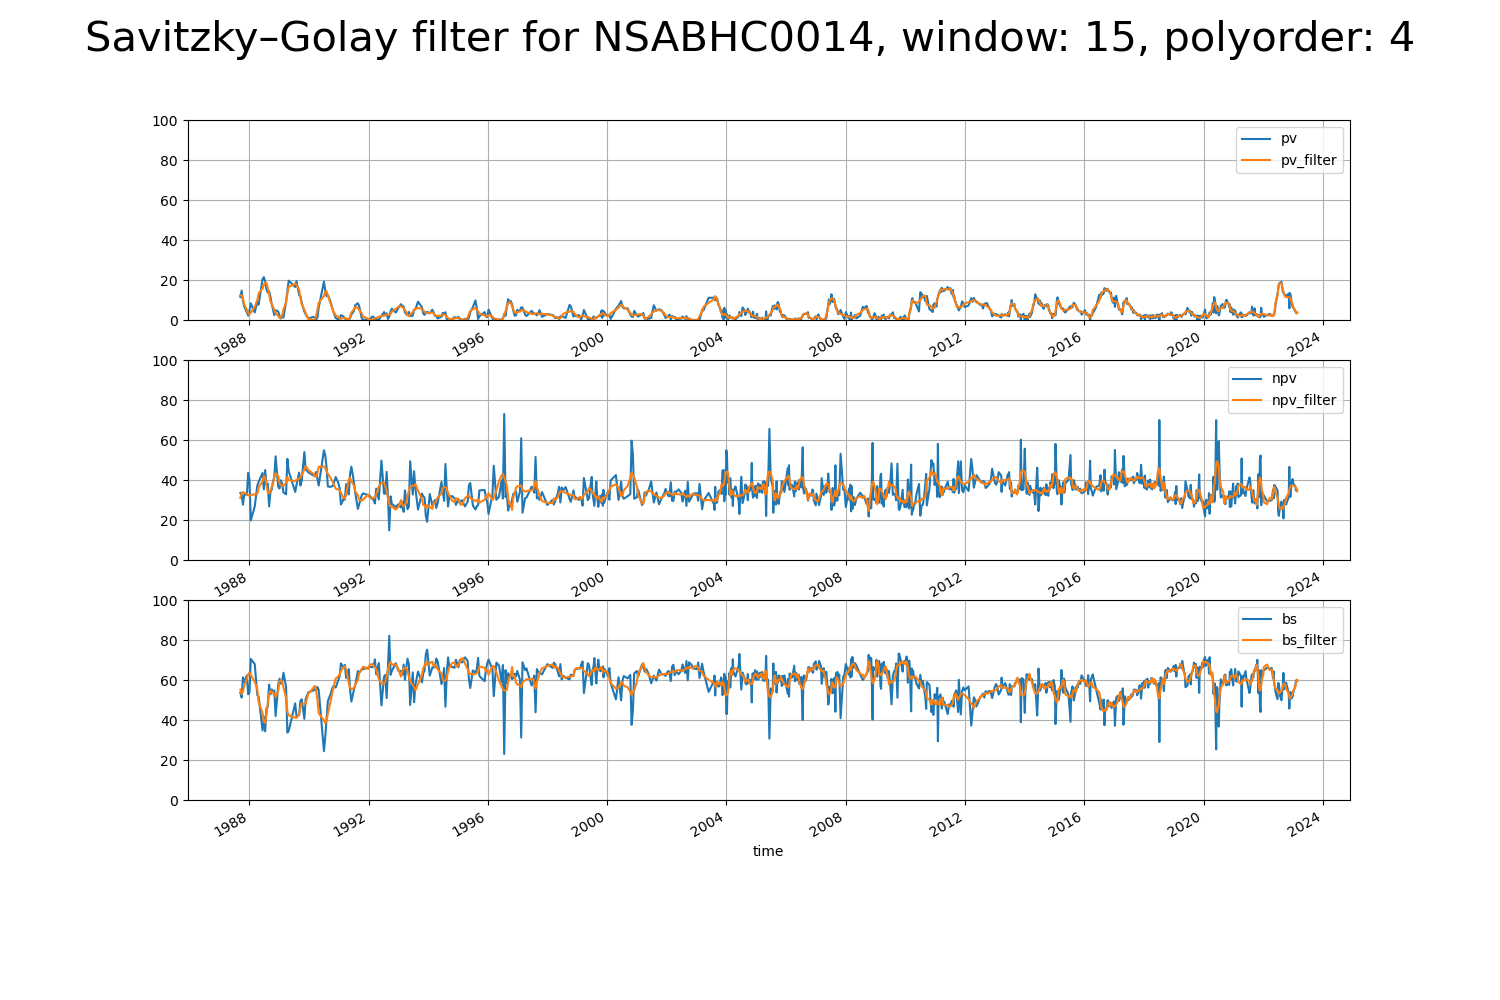 Savitzky–Golay filter for NSABHC0014, window: 15, polyorder: 4
100
80
60
40
20
0
pv
pv_filter
1988 1992 1996 2000 2004 2008 2012 2016 2020 2024
100
80
60
40
20
0
npv
npv_filter
1988 1992 1996 2000 2004 2008 2012 2016 2020 2024
100
80
60
40
20
0
bs
bs_filter
1988 1992 1996 2000 2004 2008 2012 2016 2020 2024
time